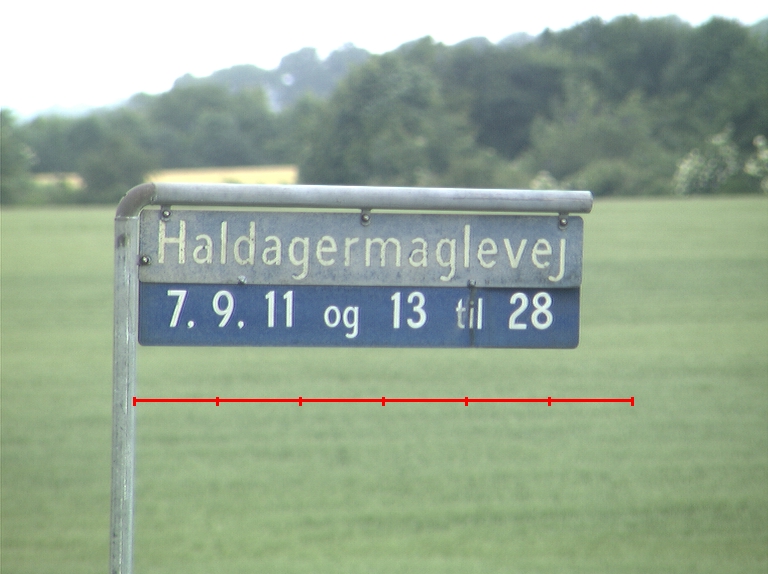 Haldagermaglevej
7. 9. 11 og 13 til 28